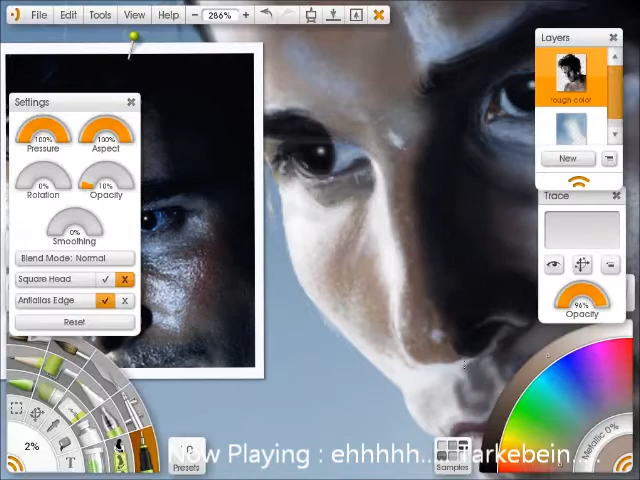 File Edit Tools View Help − 286% +
Layers
rough color
New
Trace
96%
Opacity
Settings
100% 100%
Pressure Aspect
0% 10%
Rotation Opacity
0%
Smoothing
Blend Mode: Normal
Square Head
Antialias Edge
Reset
2%
T
Presets
Samples
Metallic 0%
Now Playing : ehhhhh.... Tarkebein....